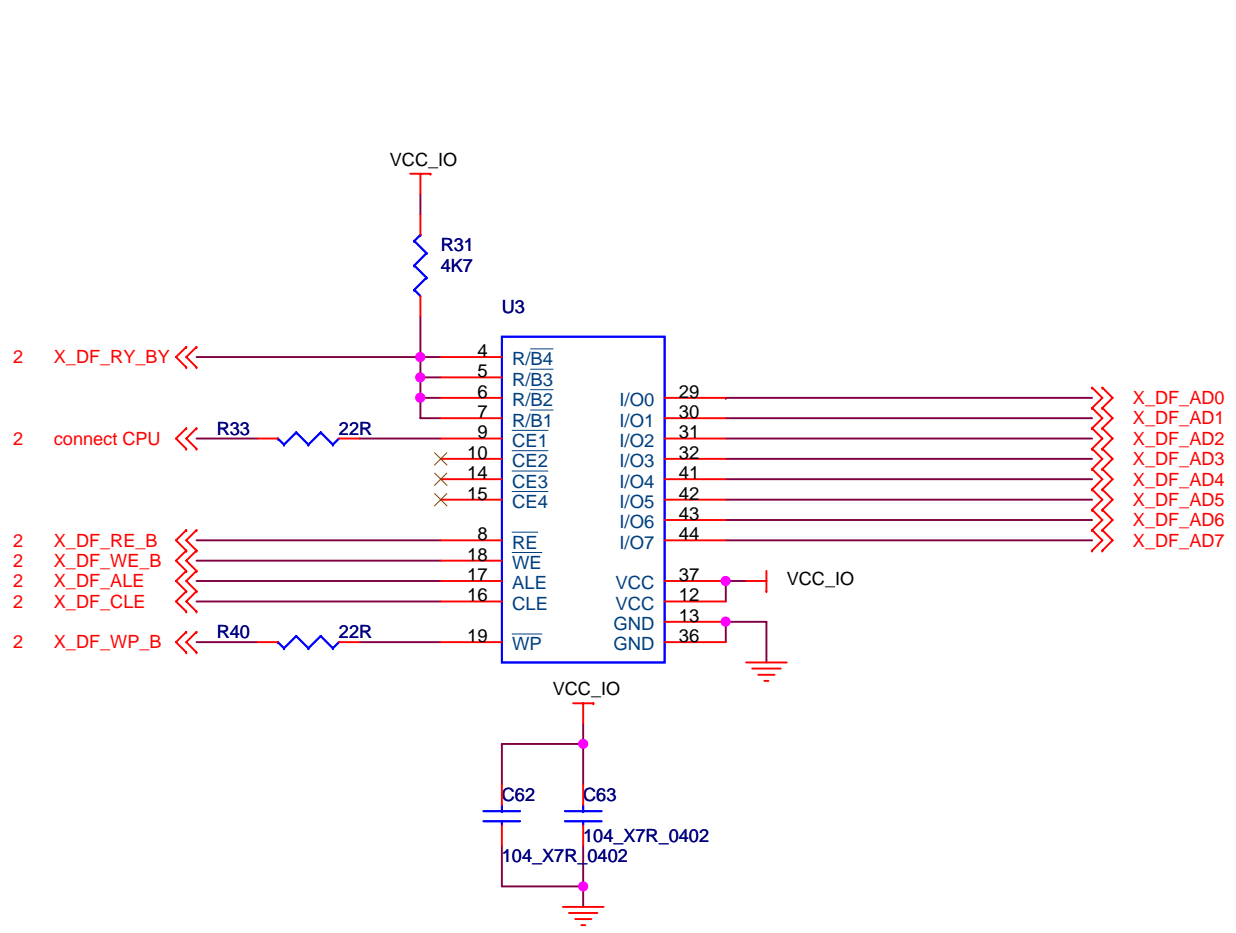 VCC_IO
R31
4K7
U3
2 X_DF_RY_BY 4 R/B4
5 R/B3
6 R/B2 I/O0 29 X_DF_AD0
7 R/B1 I/O1 30 X_DF_AD1
2 connect CPU R33 22R 9 CE1 I/O2 31 X_DF_AD2
10 CE2 I/O3 32 X_DF_AD3
14 CE3 I/O4 41 X_DF_AD4
15 CE4 I/O5 42 X_DF_AD5
I/O6 43 X_DF_AD6
2 X_DF_RE_B 8 RE I/O7 44 X_DF_AD7
2 X_DF_WE_B 18 WE
2 X_DF_ALE 17 ALE VCC 37 VCC_IO
2 X_DF_CLE 16 CLE VCC 12
GND 13
2 X_DF_WP_B R40 22R 19 WP GND 36
VCC_IO
C62 C63
104_X7R_0402
104_X7R_0402